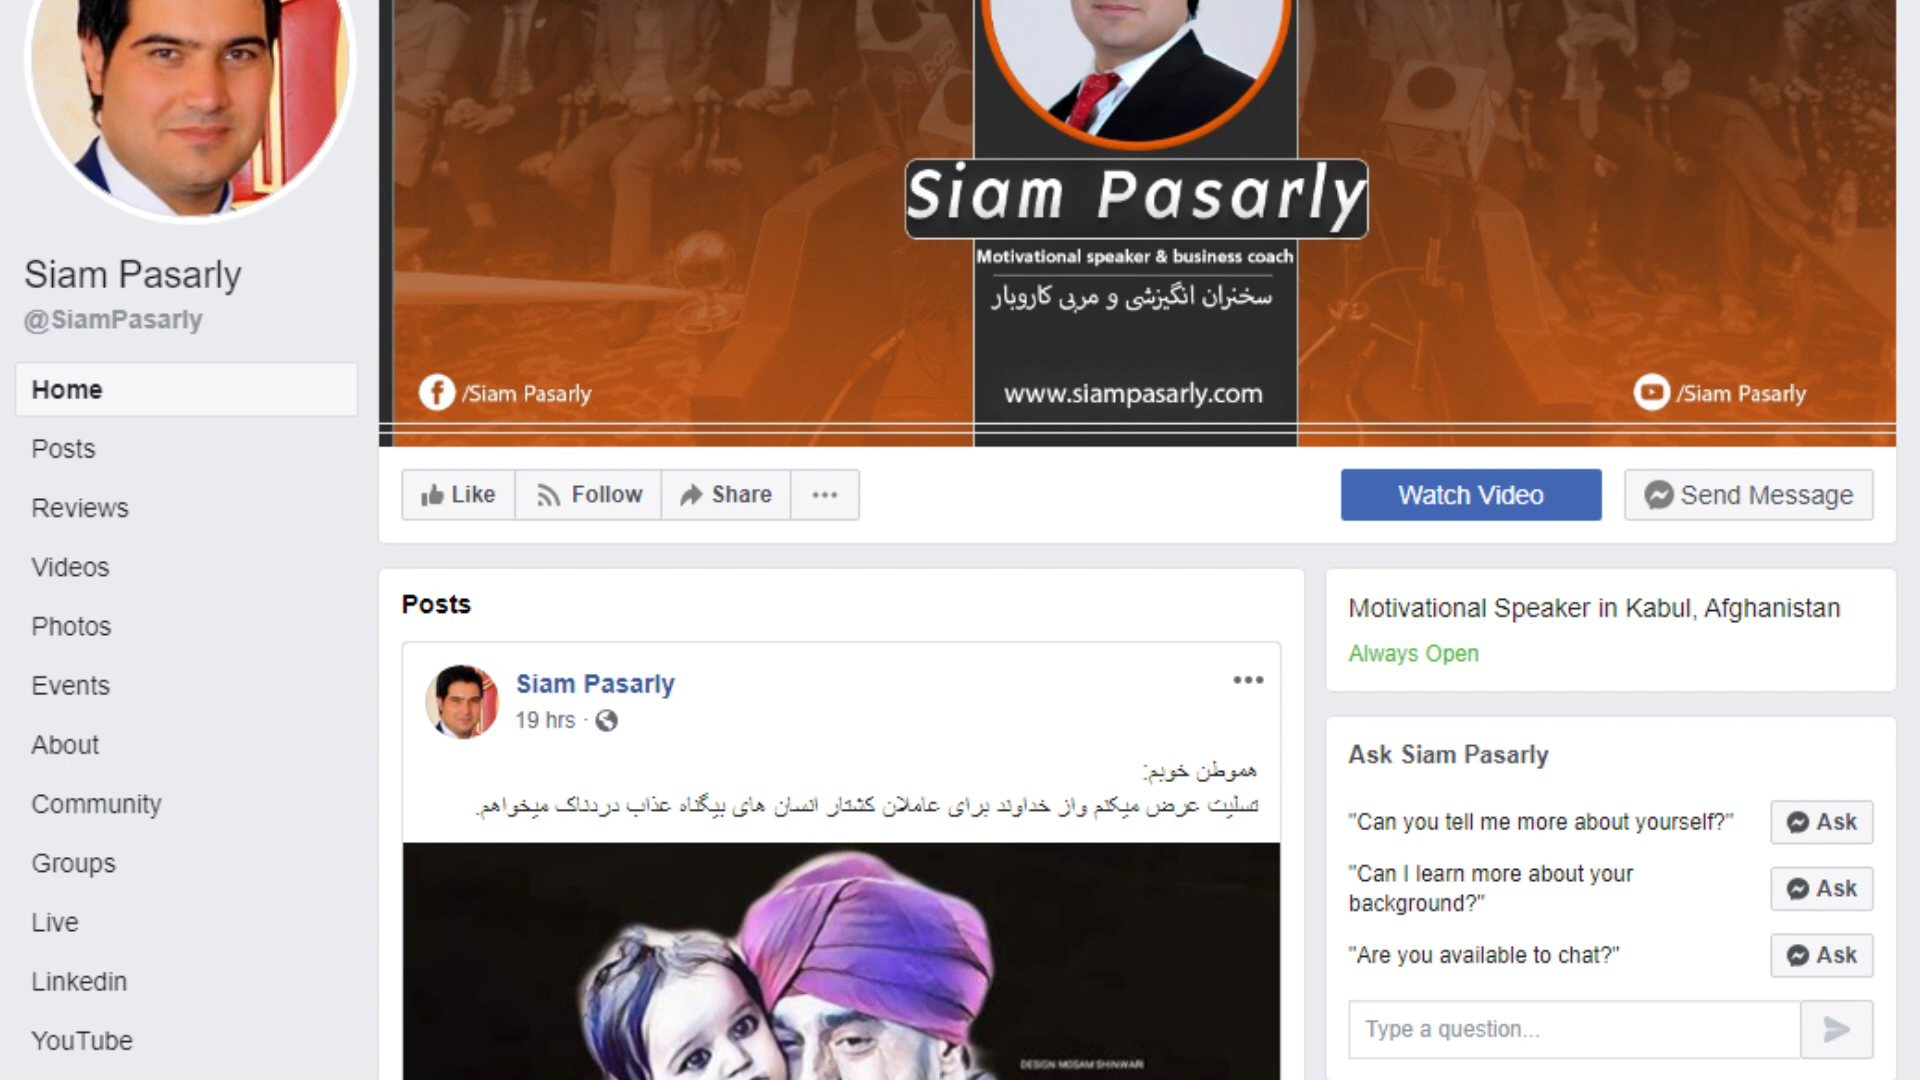 Siam Pasarly
@SiamPasarly
Home
Posts
Reviews
Videos
Photos
Events
About
Community
Groups
Live
Linkedin
YouTube
Siam Pasarly
Motivational speaker & business coach
سخنران انگیزشی و مربی کاروبار
www.siampasarly.com
/Siam Pasarly
/Siam Pasarly
Like
Follow
Share
Watch Video
Send Message
Posts
Siam Pasarly
19 hrs
هموطن خوبم:
تسلیت عرض میکنم واز خداوند برای عاملان کشتار انسان های بیگناه عذاب دردناک میخواهم.
DESIGN MOSAM SHINWARI
Motivational Speaker in Kabul, Afghanistan
Always Open
Ask Siam Pasarly
"Can you tell me more about yourself?"
Ask
"Can I learn more about your
background?"
Ask
"Are you available to chat?"
Ask
Type a question...